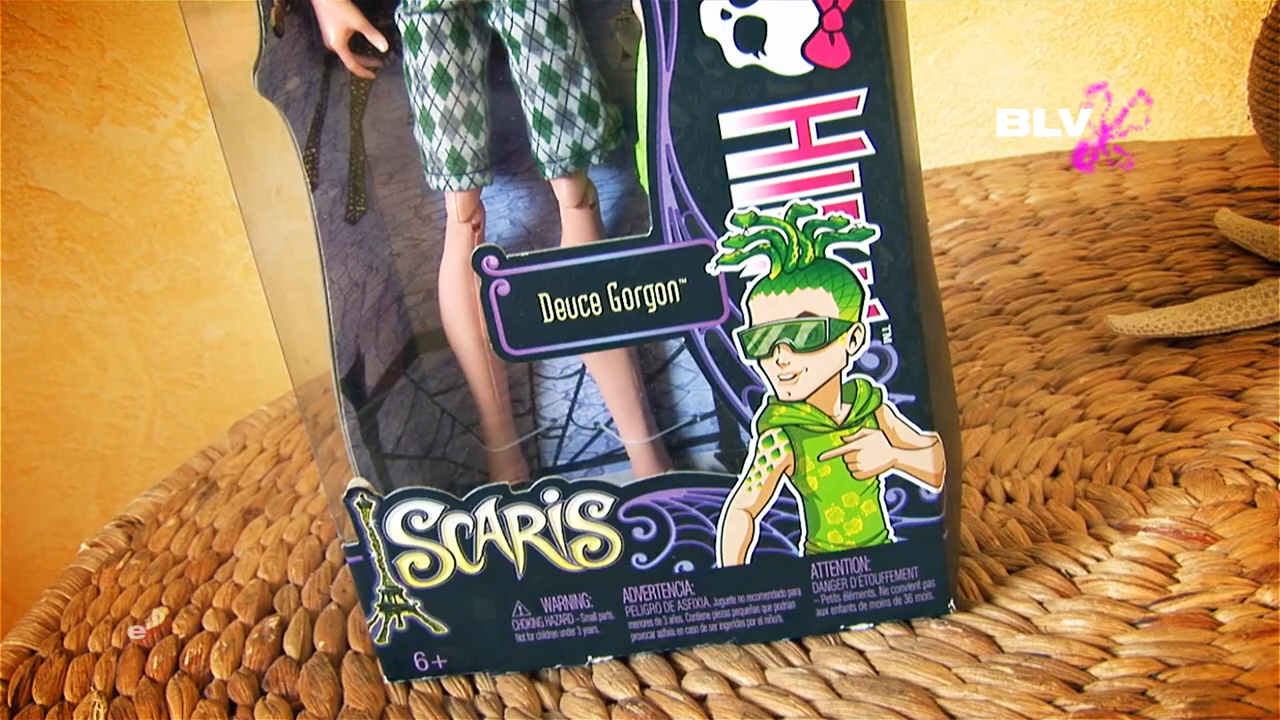 BLV
HIGH
Deuce Gorgon™
SCARIS
WARNING:
CHOKING HAZARD – Small parts.
Not for children under 3 years.
ADVERTENCIA:
PELIGRO DE ASFIXIA. Juguete no recomendado para
menores de 3 años. Contiene piezas pequeñas que podrían
provocar asfixia en caso de ser ingeridas por el niño/a.
ATTENTION:
DANGER D'ÉTOUFFEMENT
– Petits éléments. Ne convient pas
aux enfants de moins de 36 mois.
6+